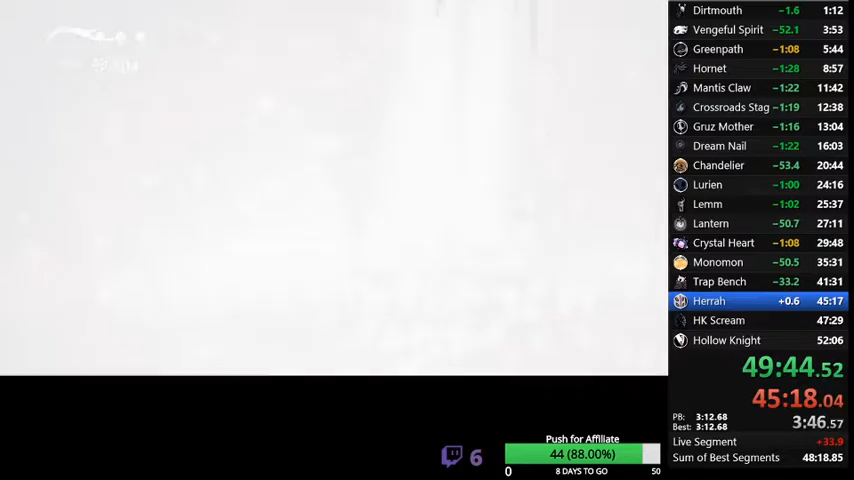 Dirtmouth -1.6 1:12
Vengeful Spirit -52.1 3:53
Greenpath -1:08 5:44
Hornet -1:28 8:57
Mantis Claw -1:22 11:42
Crossroads Stag -1:19 12:38
Gruz Mother -1:16 13:04
Dream Nail -1:22 16:03
Chandelier -53.4 20:44
Lurien -1:00 24:16
Lemm -1:02 25:37
Lantern -50.7 27:11
Crystal Heart -1:08 29:48
Monomon -50.5 35:31
Trap Bench -33.2 41:31
Herrah +0.6 45:17
HK Scream 47:29
Hollow Knight 52:06
49:44.52
45:18.04
PB: 3:12.68
Best: 3:12.68
3:46.57
Live Segment +33.9
Sum of Best Segments 48:18.85
Push for Affiliate
6
44 (88.00%)
0 8 DAYS TO GO 50